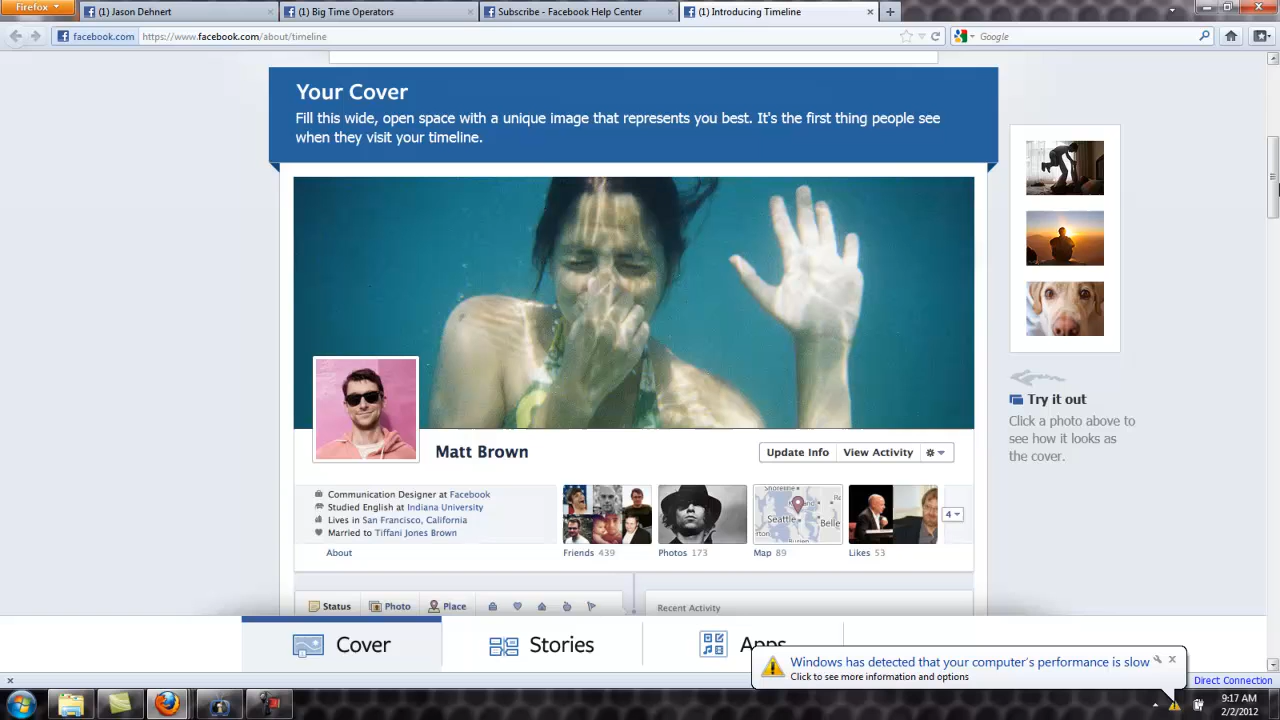 Firefox
(1) Jason Dehnert
(1) Big Time Operators
Subscribe - Facebook Help Center
(1) Introducing Timeline
facebook.com
https://www.facebook.com/about/timeline
Google
Your Cover
Fill this wide, open space with a unique image that represents you best. It's the first thing people see
when they visit your timeline.
Try it out
Click a photo above to
see how it looks as
the cover.
Matt Brown
Update Info
View Activity
Communication Designer at Facebook
Studied English at Indiana University
Lives in San Francisco, California
Married to Tiffani Jones Brown
About
Seattle
Belle
4
Friends 439
Photos 173
Map 89
Likes 53
Status
Photo
Place
Recent Activity
Cover
Stories
Apps
Windows has detected that your computer's performance is slow
Click to see more information and options
Direct Connection
9:17 AM
2/2/2012